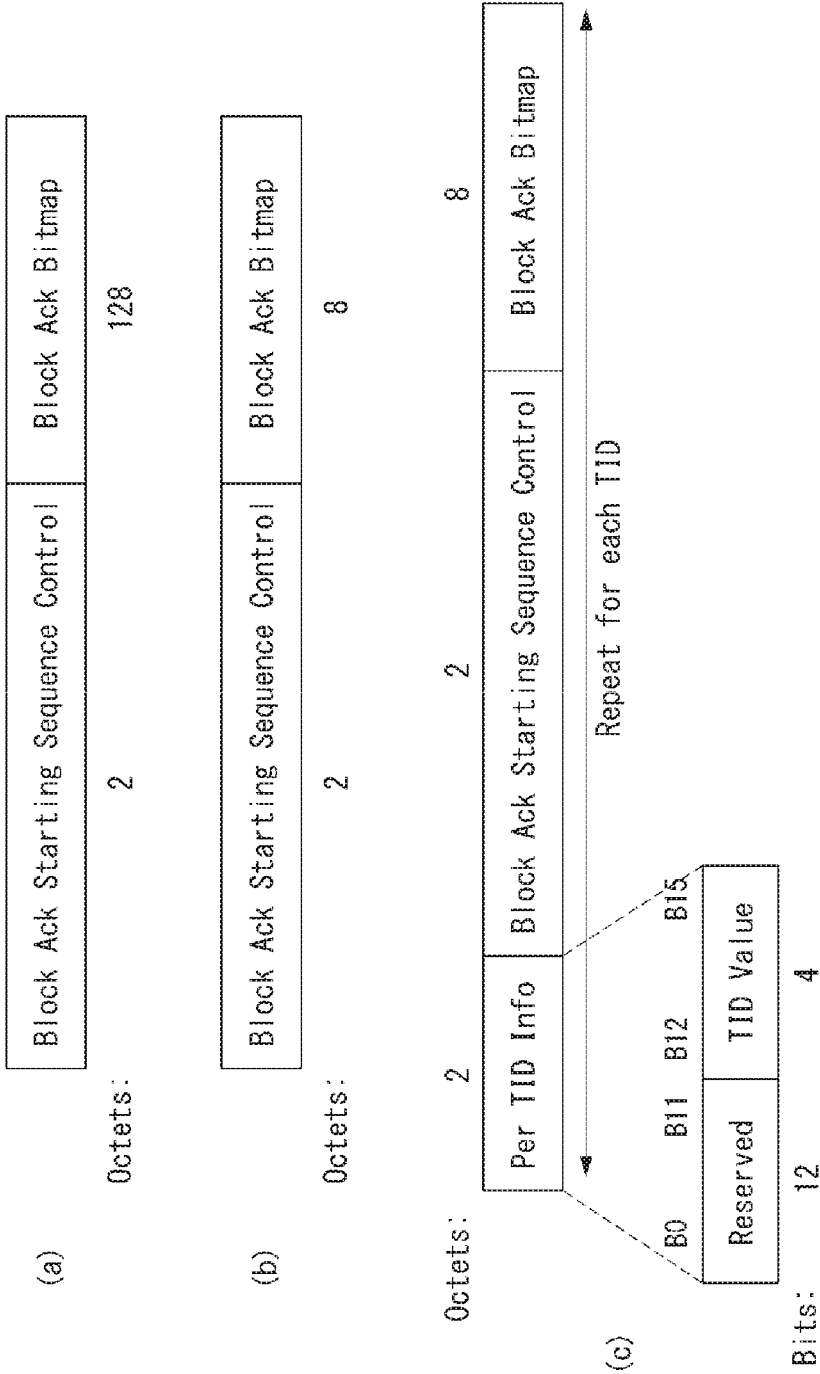 (a)
Block Ack Starting Sequence Control Block Ack Bitmap
Octets: 2 128
(b)
Block Ack Starting Sequence Control Block Ack Bitmap
Octets: 2 8
(c)
Octets: 2 2 8
Per TID Info Block Ack Starting Sequence Control Block Ack Bitmap
Repeat for each TID
B0 B11 B12 B15
Reserved TID Value
Bits: 12 4